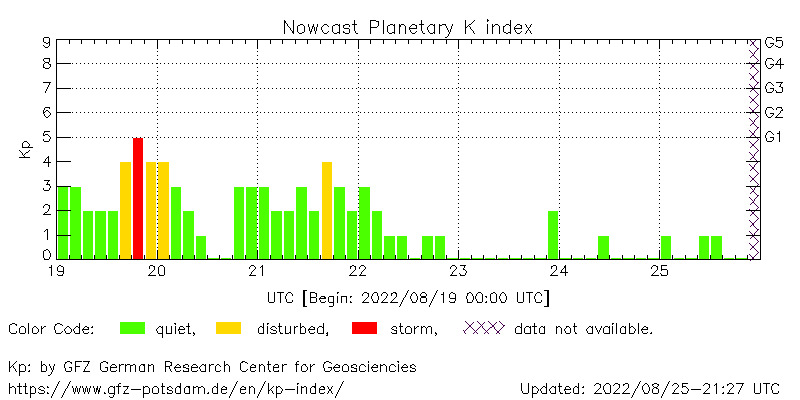 Nowcast Planetary K index
9 G5
8 G4
7 G3
6 G2
5 G1
Kp
4
3
2
1
0
19 20 21 22 23 24 25
UTC [Begin: 2022/08/19 00:00 UTC]
Color Code: quiet, disturbed, storm, data not available.
Kp: by GFZ German Research Center for Geosciencies
https://www.gfz-potsdam.de/en/kp-index/ Updated: 2022/08/25-21:27 UTC